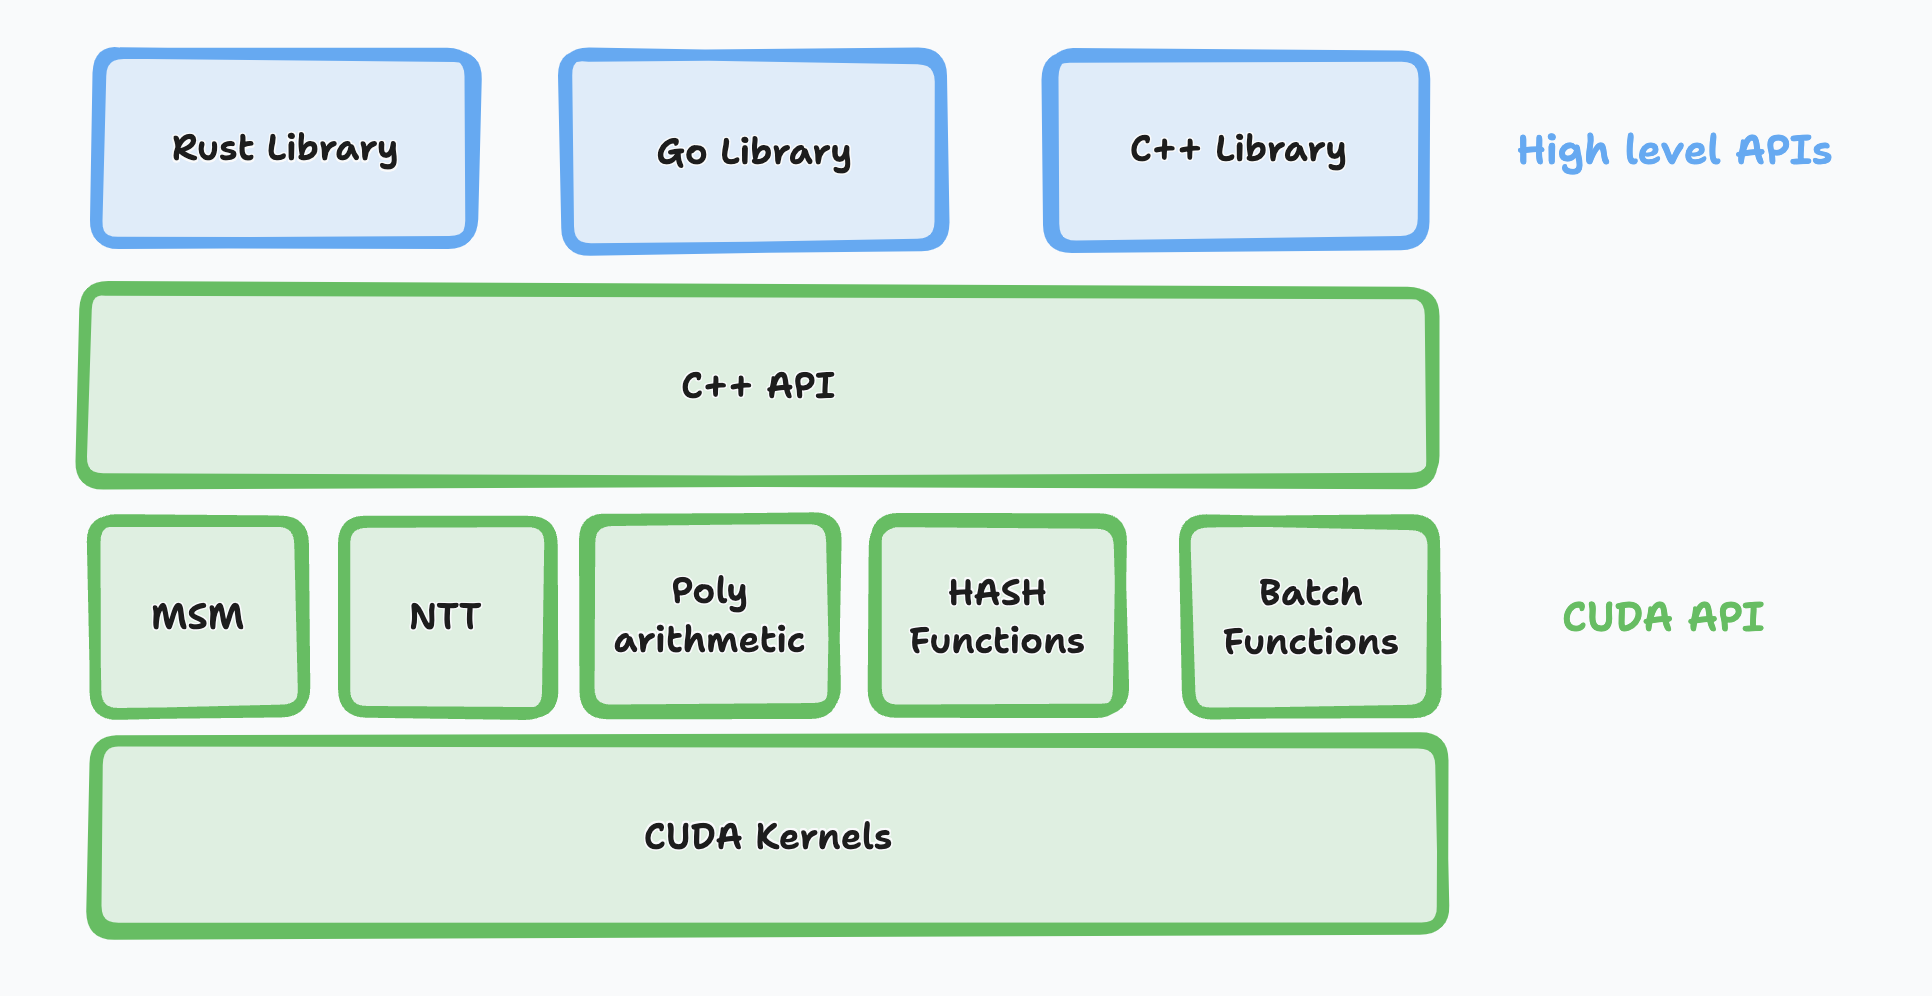 Rust Library
Go Library
C++ Library
High level APIs
C++ API
MSM
NTT
Poly
arithmetic
HASH
Functions
Batch
Functions
CUDA API
CUDA Kernels